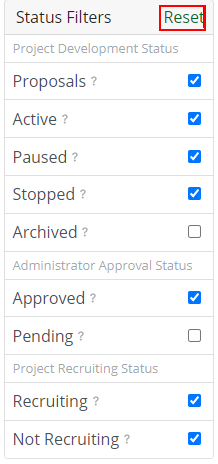 Status Filters Reset
Project Development Status
Proposals ?
Active ?
Paused ?
Stopped ?
Archived ?
Administrator Approval Status
Approved ?
Pending ?
Project Recruiting Status
Recruiting ?
Not Recruiting ?